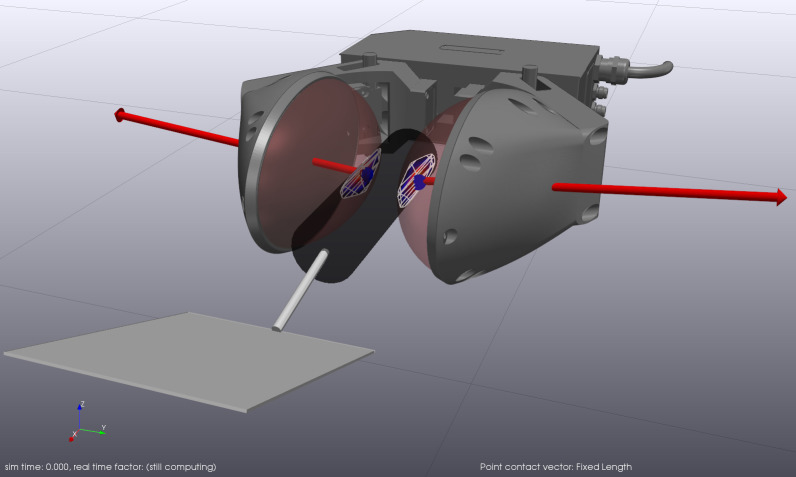 Z
Y
X
sim time: 0.000, real time factor: (still computing)
Point contact vector: Fixed Length